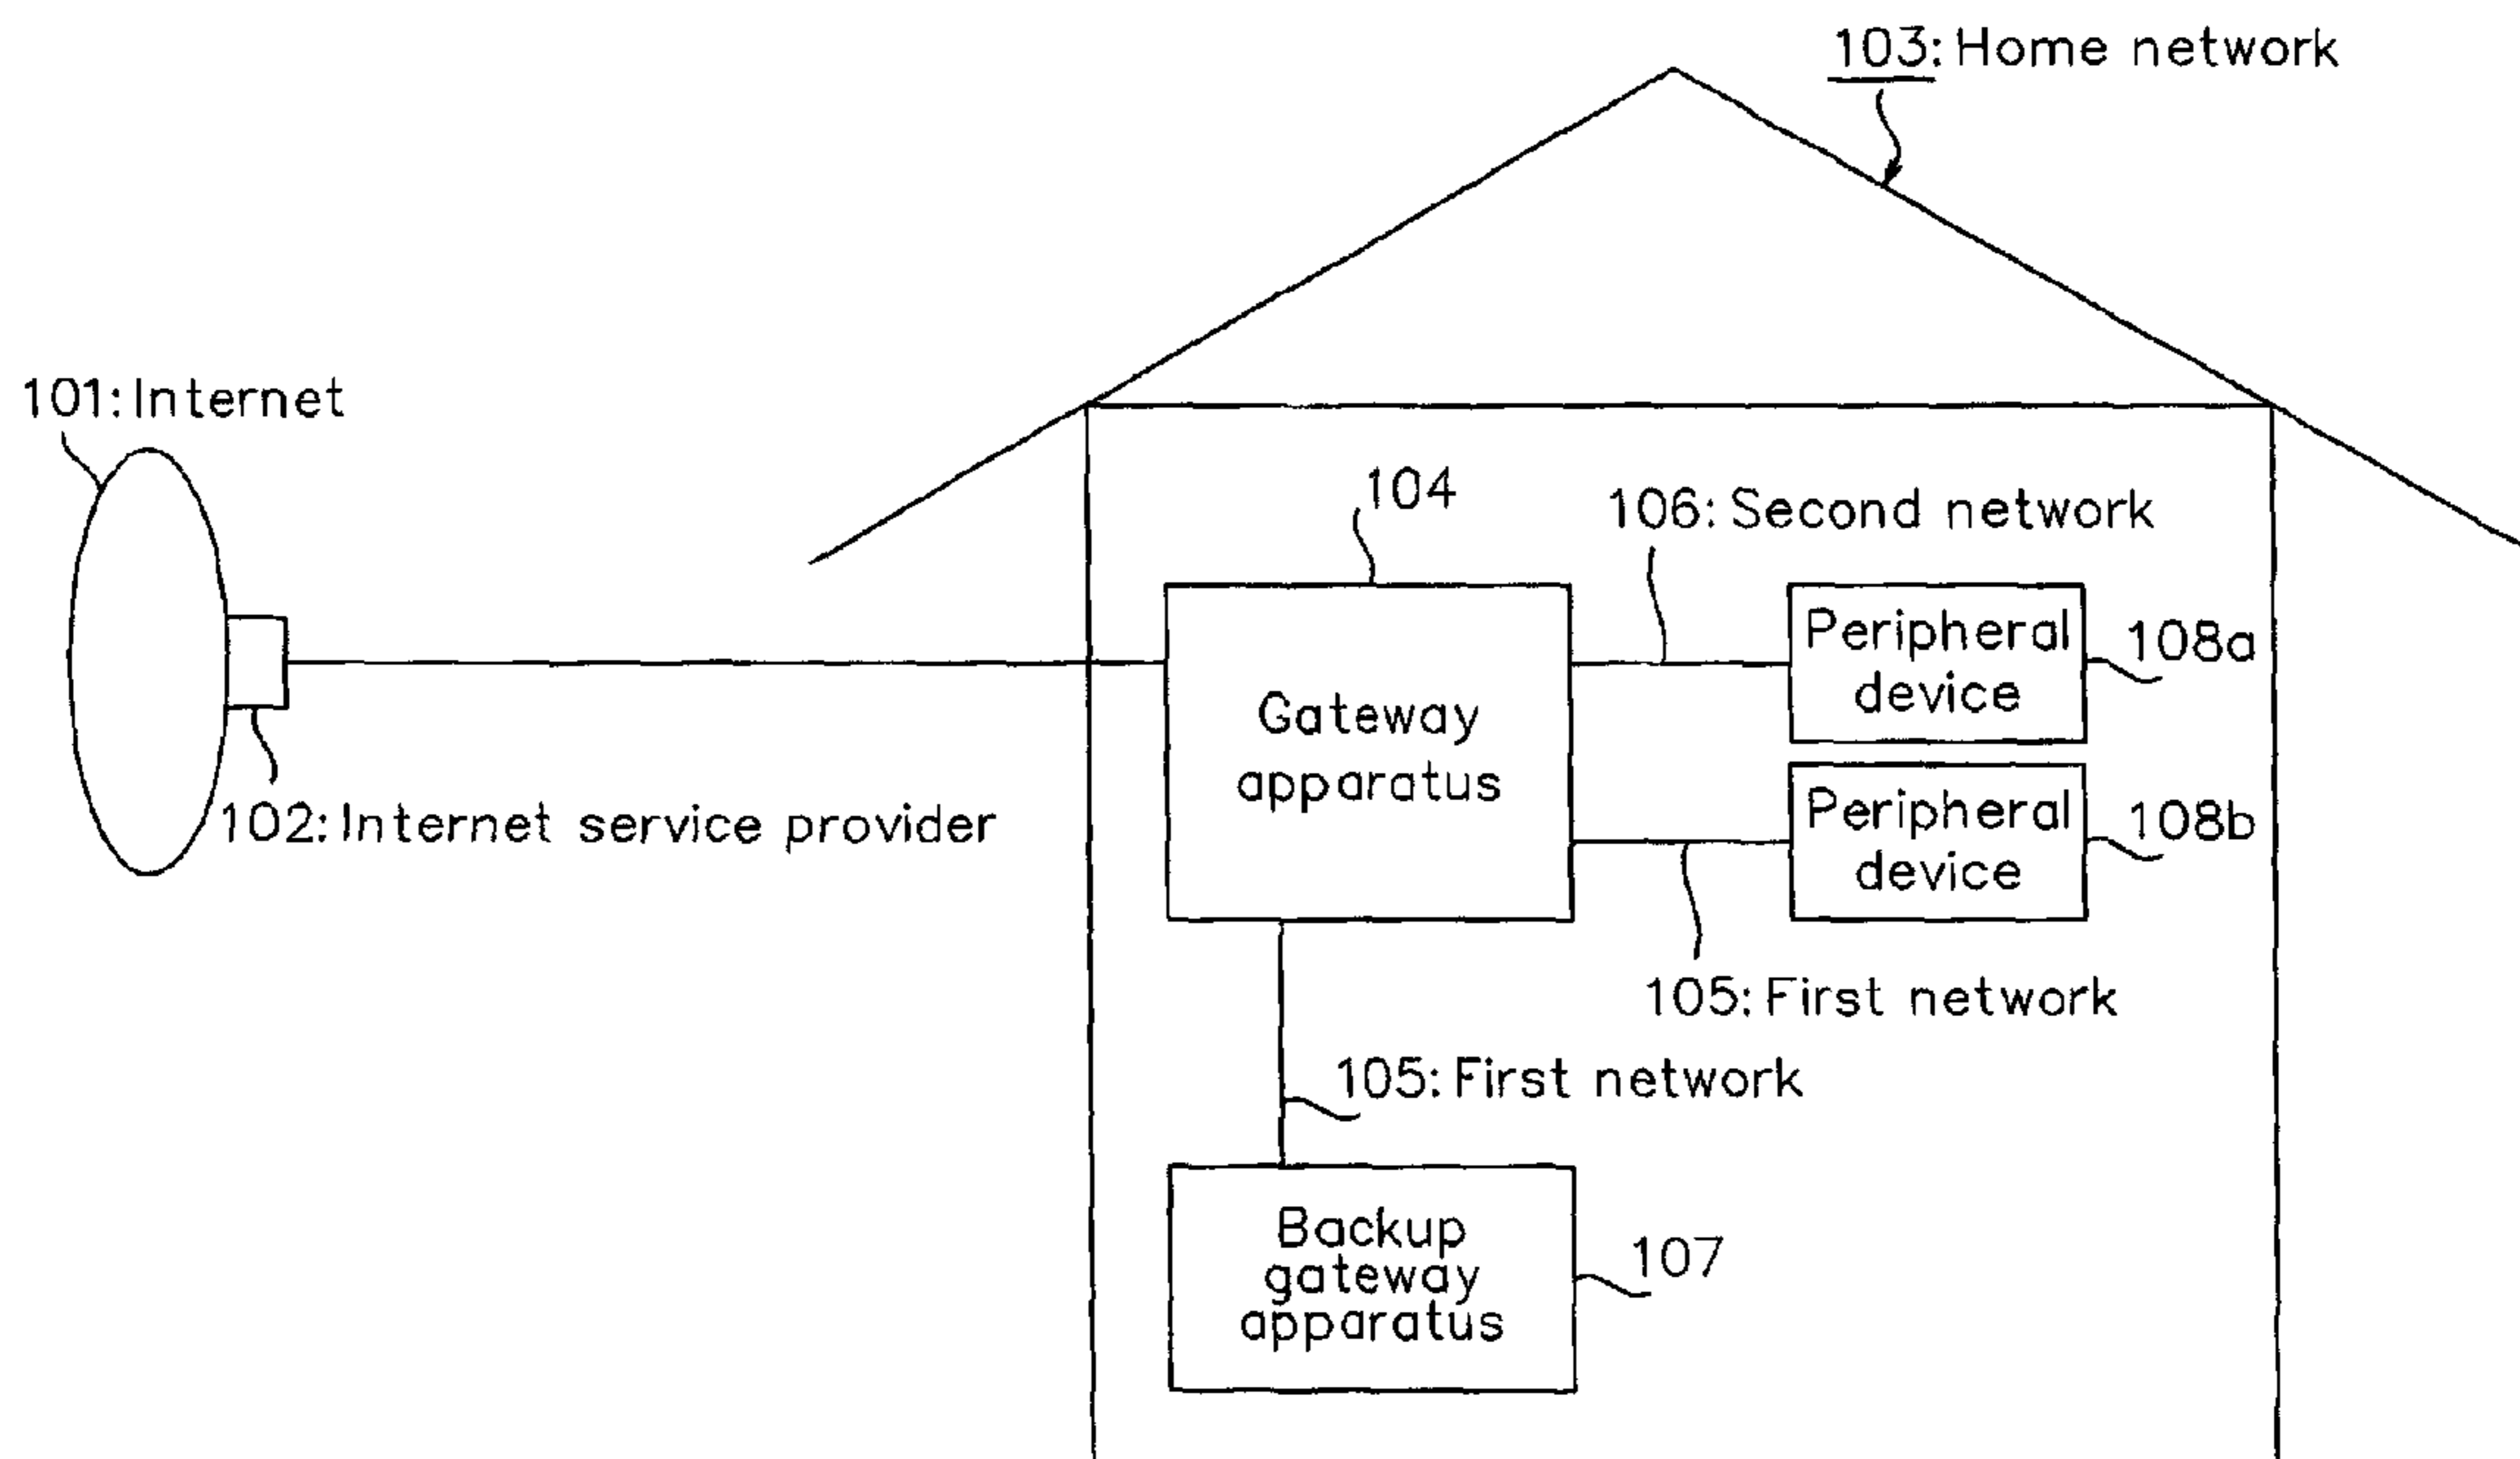 103: Home network
101: Internet
104
106: Second network
Peripheral
device
108a
Gateway
apparatus
102: Internet service provider
Peripheral
device
108b
105: First network
105: First network
Backup
gateway
apparatus
107